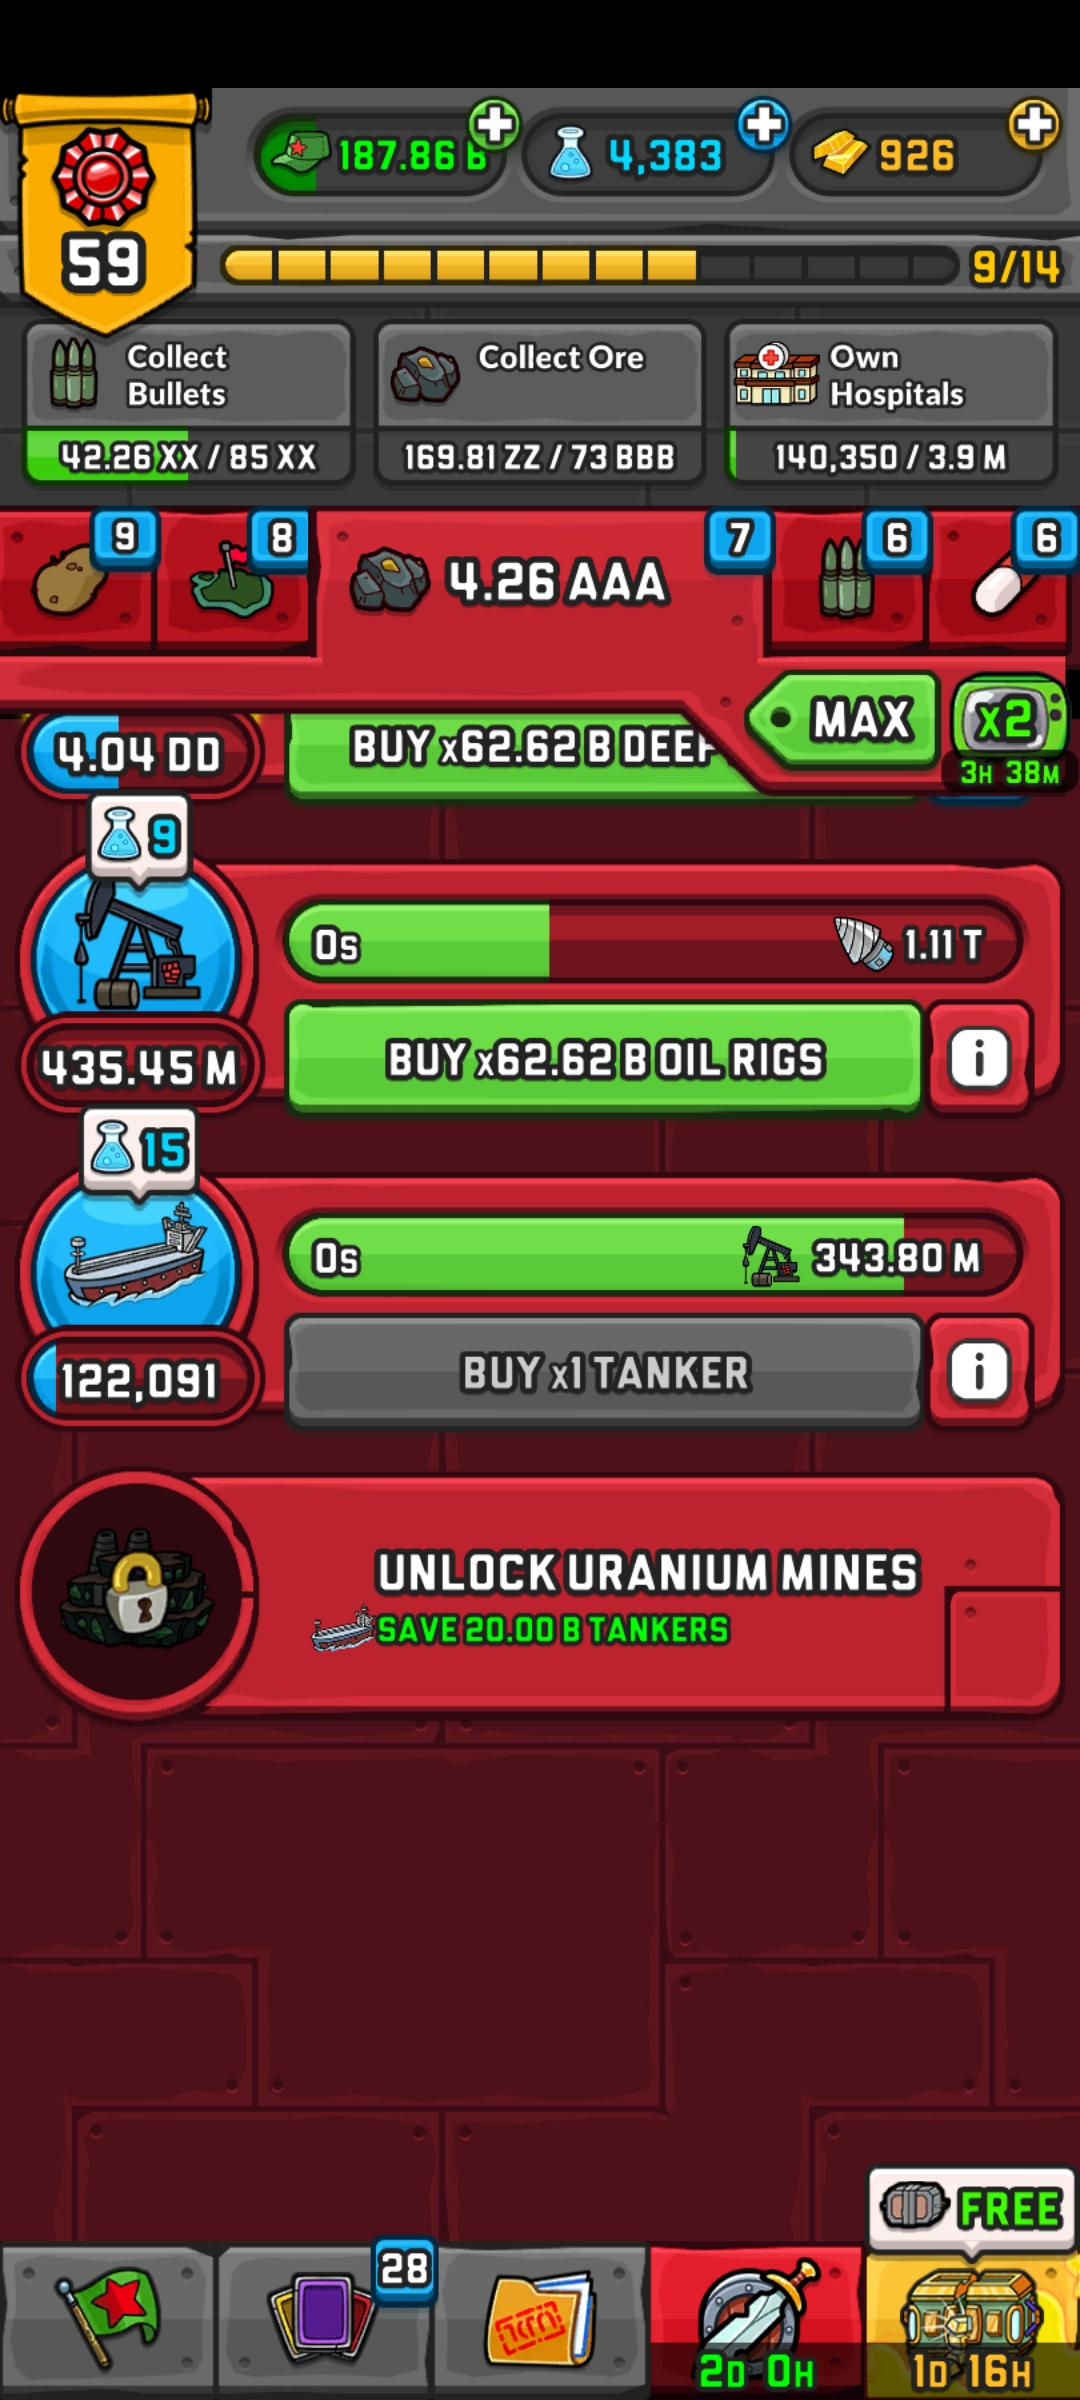 187.86 B
4,383
926
59
9/14
Collect
Bullets
42.26 XX / 85 XX
Collect Ore
169.81 ZZ / 73 BBB
Own
Hospitals
140,350 / 3.9 M
9
8
4.26 AAA
7
6
6
MAX
x2
3H 38M
4.04 DD
BUY x62.62 B DEEP
9
0s
1.11 T
435.45 M
BUY x62.62 B OIL RIGS
i
15
0s
343.80 M
122,091
BUY x1 TANKER
i
UNLOCK URANIUM MINES
SAVE 20.00 B TANKERS
FREE
28
2D 0H
1D 16H